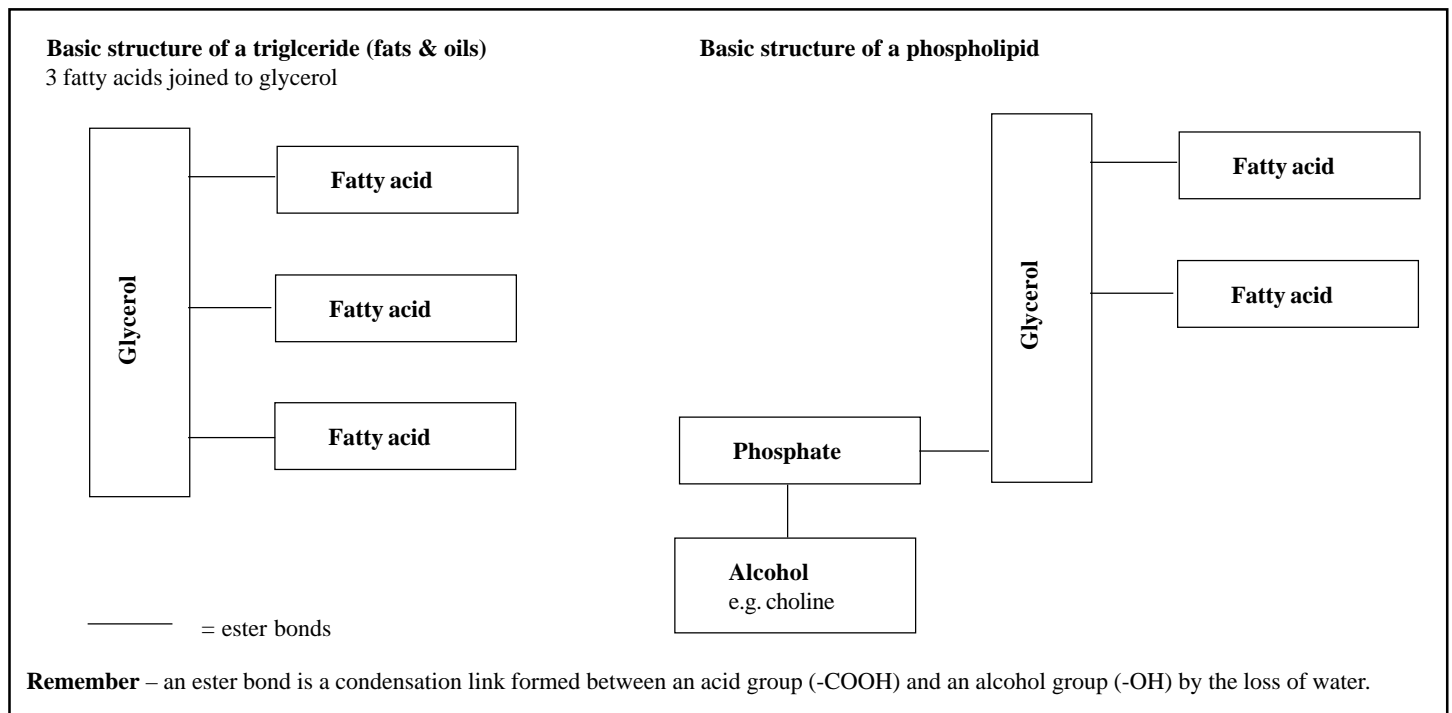 Basic structure of a triglceride (fats & oils)
3 fatty acids joined to glycerol
Glycerol
Fatty acid
Fatty acid
Fatty acid
Basic structure of a phospholipid
Glycerol
Fatty acid
Fatty acid
Phosphate
Alcohol
e.g. choline
= ester bonds
Remember – an ester bond is a condensation link formed between an acid group (-COOH) and an alcohol group (-OH) by the loss of water.